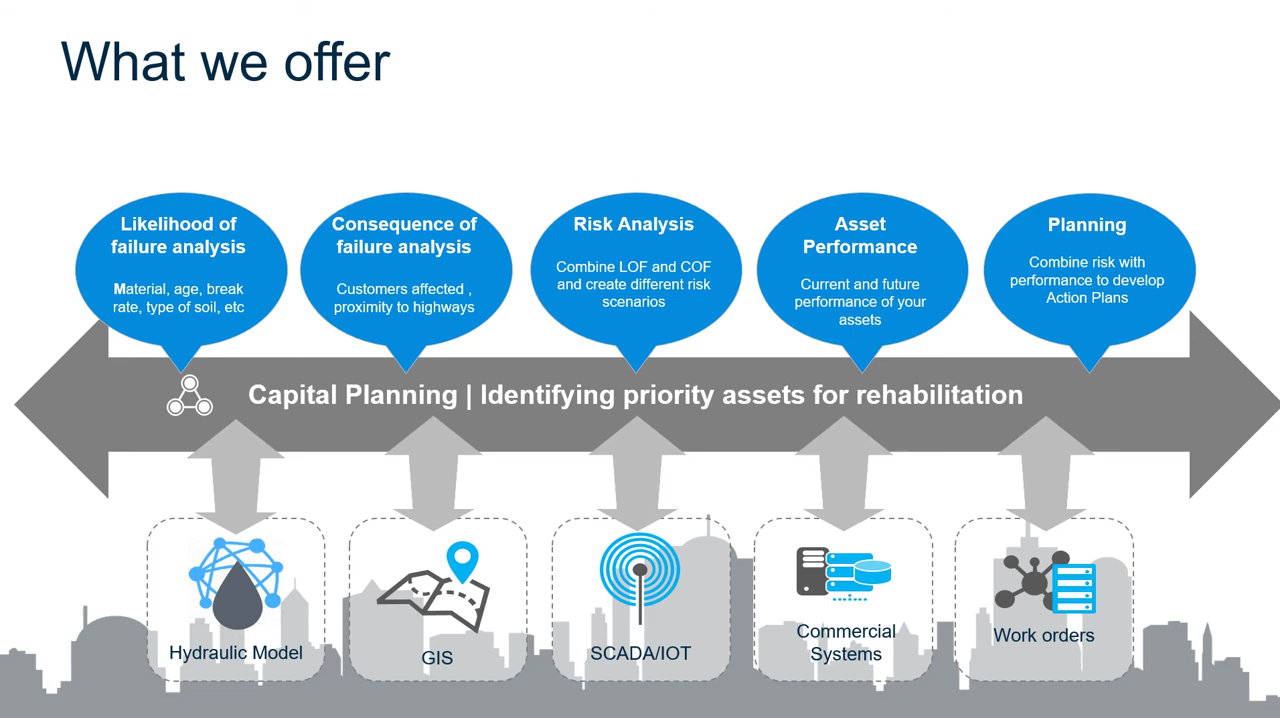 What we offer
Likelihood of
failure analysis
Material, age, break
rate, type of soil, etc
Consequence of
failure analysis
Customers affected ,
proximity to highways
Risk Analysis
Combine LOF and COF
and create different risk
scenarios
Asset
Performance
Current and future
performance of your
assets
Planning
Combine risk with
performance to develop
Action Plans
Capital Planning | Identifying priority assets for rehabilitation
Hydraulic Model
GIS
SCADA/IOT
Commercial
Systems
Work orders